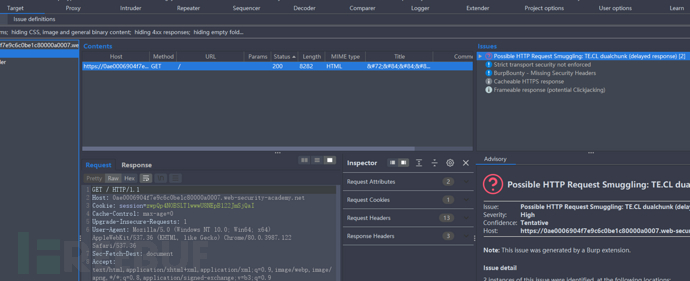 Target Proxy Intruder Repeater Sequencer Decoder Comparer Logger Extender Project options User options Learn
Issue definitions
ms; hiding CSS, image and general binary content; hiding 4xx responses; hiding empty fold...
f7e9c6c0be1c80000a0007.we
der
Contents
Host Method URL Params Status Length MIME type Title Comme
https://0ae0006904f7e... GET / 200 8282 HTML &#72;&#84;&#84;&#8...
Issues
Possible HTTP Request Smuggling: TE.CL dualchunk (delayed response) [2]
Strict transport security not enforced
BurpBounty - Missing Security Headers
Cacheable HTTPS response
Frameable response (potential Clickjacking)
Request Response
Pretty Raw Hex
1 GET / HTTP/1.1
2 Host: 0ae0006904f7e9c6c0be1c80000a0007.web-security-academy.net
4 Cache-Control: max-age=0
5 Upgrade-Insecure-Requests: 1
6 User-Agent: Mozilla/5.0 (Windows NT 10.0; Win64; x64)
AppleWebKit/537.36 (KHTML, like Gecko) Chrome/80.0.3987.122
Safari/537.36
7 Sec-Fetch-Dest: document
8 Accept:
text/html,application/xhtml+xml,application/xml;q=0.9,image/webp,image/
apng,*/*;q=0.8,application/signed-exchange;v=b3;q=0.9
Inspector
Request Attributes 2
Request Cookies 1
Request Headers 13
Response Headers 3
Advisory
Possible HTTP Request Smuggling: TE.CL dua
Issue: Possible HTTP Request Smuggling: TE.CL dualchun
Severity: High
Confidence: Tentative
Host: https://0ae0006904f7e9c6c0be1c80000a0007.web-secu
Note: This issue was generated by a Burp extension.
Issue detail
2 instances of this issue were identified, at the following locations: